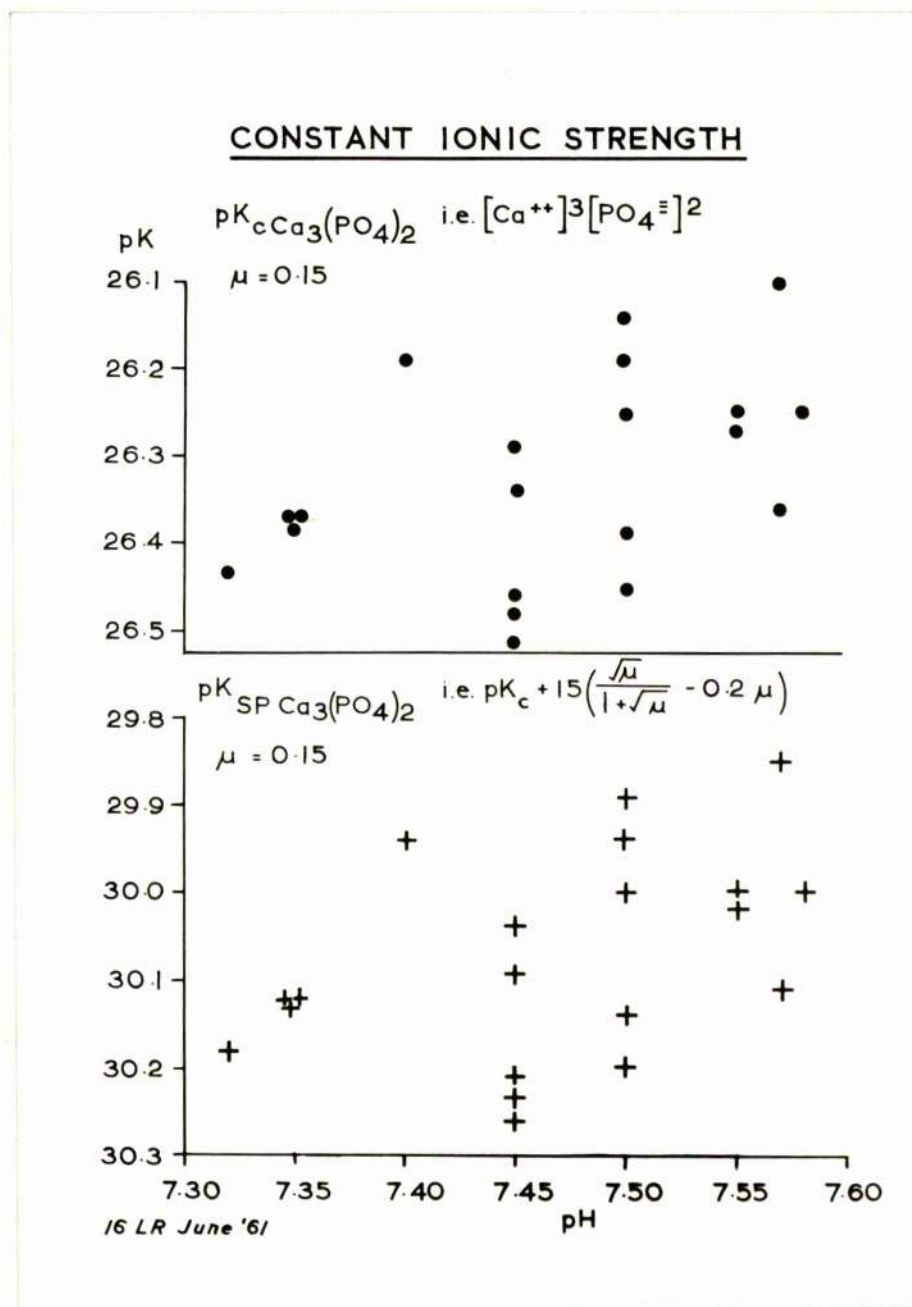 CONSTANT IONIC STRENGTH
pKcCa3(PO4)2 i.e. [Ca++]3[PO4≡]2
pK
μ = 0·15
26·1
26·2
26·3
26·4
26·5
pKSP Ca3(PO4)2 i.e. pKc + 15(√μ / 1+√μ - 0.2 μ)
29·8
μ = 0·15
29·9
30·0
30·1
30·2
30·3
7·30 7·35 7·40 7·45 7·50 7·55 7·60
pH
16 LR June '61